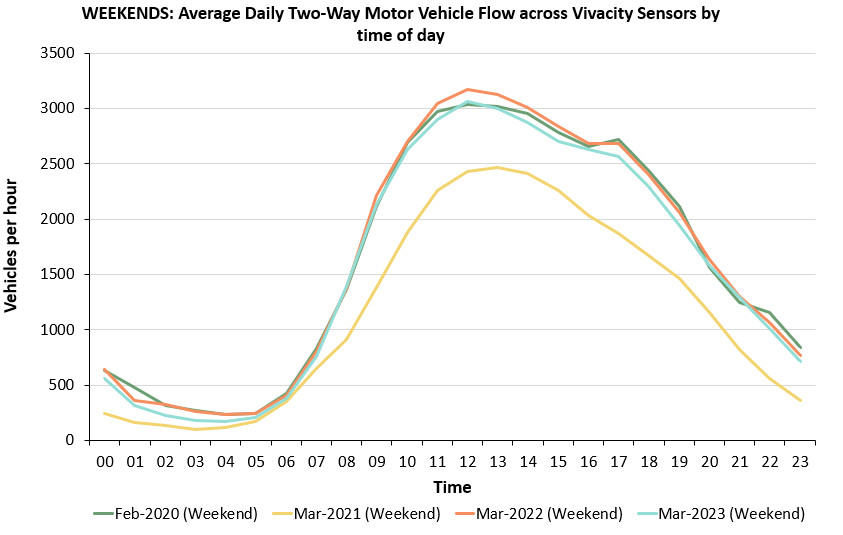 WEEKENDS: Average Daily Two-Way Motor Vehicle Flow across Vivacity Sensors by
time of day
3500
3000
2500
2000
1500
1000
500
0
Vehicles per hour
00 01 02 03 04 05 06 07 08 09 10 11 12 13 14 15 16 17 18 19 20 21 22 23
Time
Feb-2020 (Weekend) Mar-2021 (Weekend) Mar-2022 (Weekend) Mar-2023 (Weekend)